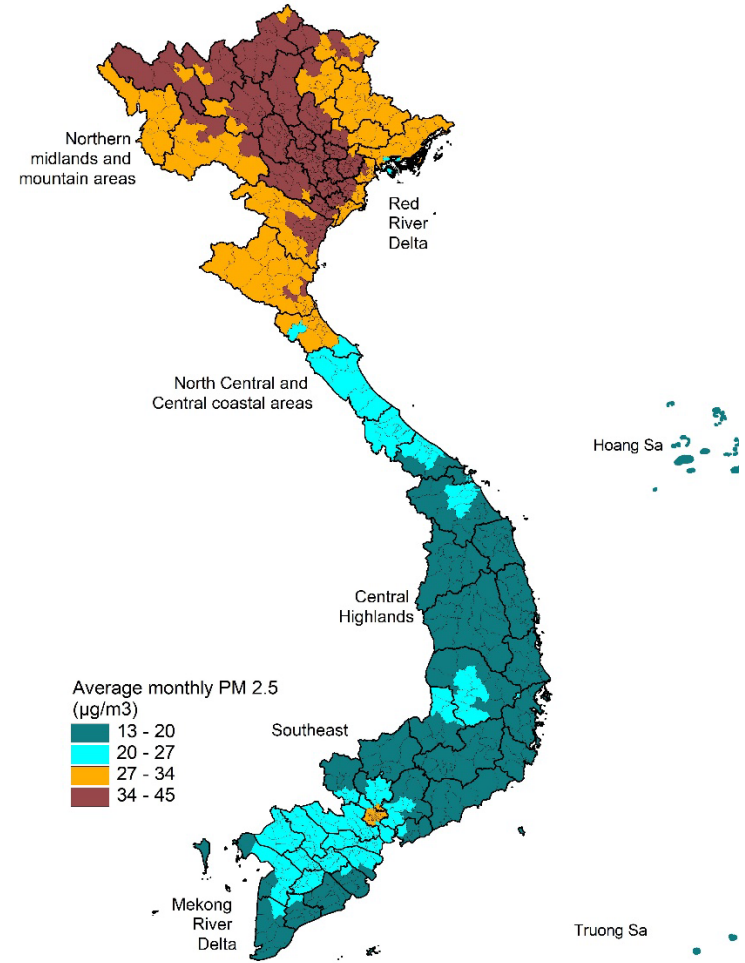 Northern
midlands and
mountain areas
Red
River
Delta
North Central and
Central coastal areas
Hoang Sa
Central
Highlands
Average monthly PM 2.5
(µg/m3)
13 - 20
20 - 27
27 - 34
34 - 45
Southeast
Mekong
River
Delta
Truong Sa